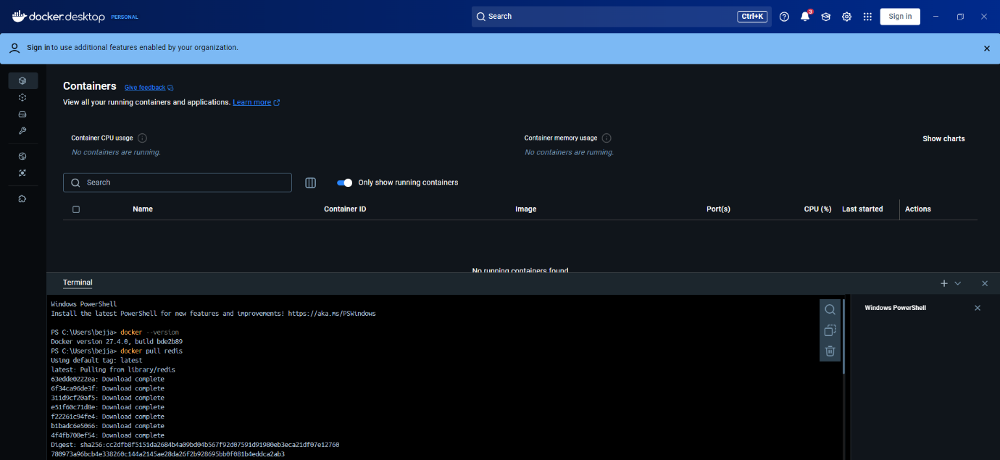 docker.desktop PERSONAL
Search
Ctrl+K
3
Sign in
Sign in to use additional features enabled by your organization.
Containers Give feedback
View all your running containers and applications. Learn more
Container CPU usage
No containers are running.
Container memory usage
No containers are running.
Show charts
Search
Only show running containers
Name Container ID Image Port(s) CPU (%) Last started Actions
No running containers found
Terminal
Windows PowerShell
Install the latest PowerShell for new features and improvements! https://aka.ms/PSWindows
PS C:\Users\bejja> docker --version
Docker version 27.4.0, build bde2b89
PS C:\Users\bejja> docker pull redis
Using default tag: latest
latest: Pulling from library/redis
63edde0222ea: Download complete
6f34ca96de3f: Download complete
311d9cf20af5: Download complete
e51f60c71d8e: Download complete
f22261c94fe4: Download complete
b1badc6e5066: Download complete
4f4fb700ef54: Download complete
Digest: sha256:cc2dfb8f5151da2684b4a09bd04b567f92d07591d91980eb3eca21df07e12760
780973a96bcb4e338260c144a2145ae28da26f2b928695bb0f081b4eddca2ab3
Windows PowerShell